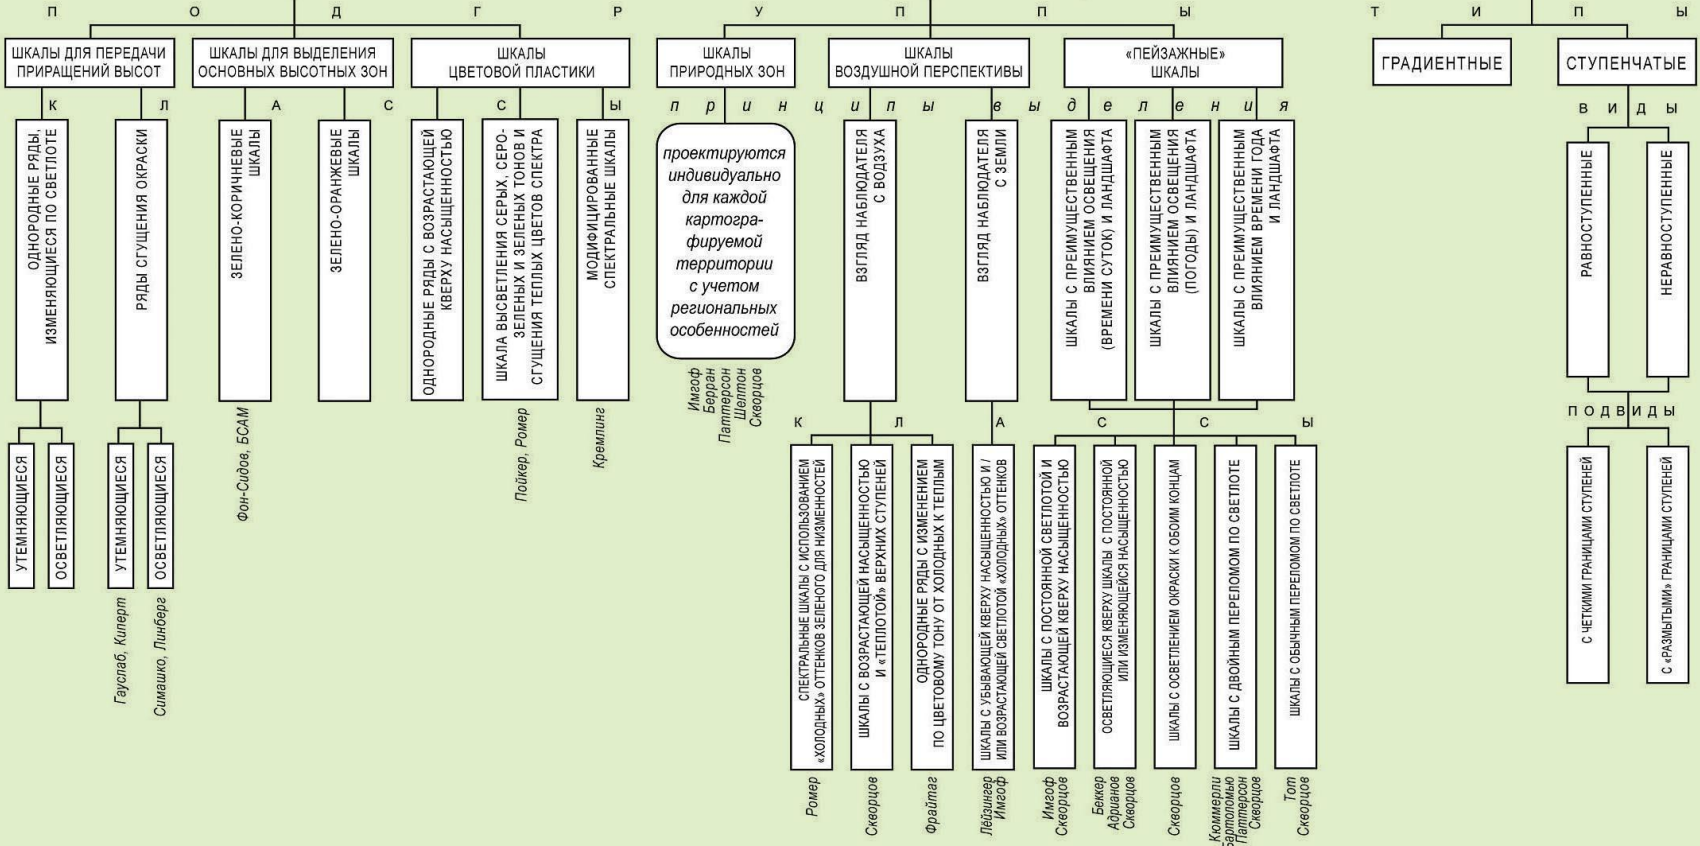 П О Д Г Р У П П Ы
Т И П Ы
ШКАЛЫ ДЛЯ ПЕРЕДАЧИ
ПРИРАЩЕНИЙ ВЫСОТ
ШКАЛЫ ДЛЯ ВЫДЕЛЕНИЯ
ОСНОВНЫХ ВЫСОТНЫХ ЗОН
ШКАЛЫ
ЦВЕТОВОЙ ПЛАСТИКИ
ШКАЛЫ
ПРИРОДНЫХ ЗОН
ШКАЛЫ
ВОЗДУШНОЙ ПЕРСПЕКТИВЫ
«ПЕЙЗАЖНЫЕ»
ШКАЛЫ
ГРАДИЕНТНЫЕ
СТУПЕНЧАТЫЕ
К Л А С С Ы
п р и н ц и п ы в ы д е л е н и я
В И Д Ы
ОДНОРОДНЫЕ РЯДЫ,
ИЗМЕНЯЮЩИЕСЯ ПО СВЕТЛОТЕ
РЯДЫ СГУЩЕНИЯ ОКРАСКИ
ЗЕЛЕНО-КОРИЧНЕВЫЕ
ШКАЛЫ
ЗЕЛЕНО-ОРАНЖЕВЫЕ
ШКАЛЫ
ОДНОРОДНЫЕ РЯДЫ С ВОЗРАСТАЮЩЕЙ
КВЕРХУ НАСЫЩЕННОСТЬЮ
ШКАЛА ВЫСВЕТЛЕНИЯ СЕРЫХ, СЕРО-
ЗЕЛЕНЫХ И ЗЕЛЕНЫХ ТОНОВ И
СГУЩЕНИЯ ТЕПЛЫХ ЦВЕТОВ СПЕКТРА
МОДИФИЦИРОВАННЫЕ
СПЕКТРАЛЬНЫЕ ШКАЛЫ
проектируются
индивидуально
для каждой
картогра-
фируемой
территории
с учетом
региональных
особенностей
ВЗГЛЯД НАБЛЮДАТЕЛЯ
С ВОДЗУХА
ВЗГЛЯД НАБЛЮДАТЕЛЯ
С ЗЕМЛИ
ШКАЛЫ С ПРЕИМУЩЕСТВЕННЫМ
ВЛИЯНИЕМ ОСВЕЩЕНИЯ
(ВРЕМЕНИ СУТОК) И ЛАНДШАФТА
ШКАЛЫ С ПРЕИМУЩЕСТВЕННЫМ
ВЛИЯНИЕМ ОСВЕЩЕНИЯ
(ПОГОДЫ) И ЛАНДШАФТА
ШКАЛЫ С ПРЕИМУЩЕСТВЕННЫМ
ВЛИЯНИЕМ ВРЕМЕНИ ГОДА
И ЛАНДШАФТА
РАВНОСТУПЕННЫЕ
НЕРАВНОСТУПЕННЫЕ
Фон-Сидов, БСАМ
Пойкер, Ромер
Кремлинг
Имгоф
Берран
Паттерсон
Шелтон
Скворцов
К Л А С С Ы
П О Д В И Д Ы
УТЕМНЯЮЩИЕСЯ
ОСВЕТЛЯЮЩИЕСЯ
УТЕМНЯЮЩИЕСЯ
ОСВЕТЛЯЮЩИЕСЯ
Гауслаб, Киперт
Симашко, Линберг
СПЕКТРАЛЬНЫЕ ШКАЛЫ С ИСПОЛЬЗОВАНИЕМ
«ХОЛОДНЫХ» ОТТЕНКОВ ЗЕЛЕНОГО ДЛЯ НИЗМЕННОСТЕЙ
ШКАЛЫ С ВОЗРАСТАЮЩЕЙ НАСЫЩЕННОСТЬЮ
И «ТЕПЛОТОЙ» ВЕРХНИХ СТУПЕНЕЙ
ОДНОРОДНЫЕ РЯДЫ С ИЗМЕНЕНИЕМ
ПО ЦВЕТОВОМУ ТОНУ ОТ ХОЛОДНЫХ К ТЕПЛЫМ
ШКАЛЫ С УБЫВАЮЩЕЙ КВЕРХУ НАСЫЩЕННОСТЬЮ И /
ИЛИ ВОЗРАСТАЮЩЕЙ СВЕТЛОТОЙ «ХОЛОДНЫХ» ОТТЕНКОВ
ШКАЛЫ С ПОСТОЯННОЙ СВЕТЛОТОЙ И
ВОЗРАСТАЮЩЕЙ КВЕРХУ НАСЫЩЕННОСТЬЮ
ОСВЕТЛЯЮЩИЕСЯ КВЕРХУ ШКАЛЫ С ПОСТОЯННОЙ
ИЛИ ИЗМЕНЯЮЩЕЙСЯ НАСЫЩЕННОСТЬЮ
ШКАЛЫ С ОСВЕТЛЕНИЕМ ОКРАСКИ К ОБОИМ КОНЦАМ
ШКАЛЫ С ДВОЙНЫМ ПЕРЕЛОМОМ ПО СВЕТЛОТЕ
ШКАЛЫ С ОБЫЧНЫМ ПЕРЕЛОМОМ ПО СВЕТЛОТЕ
С ЧЕТКИМИ ГРАНИЦАМИ СТУПЕНЕЙ
С «РАЗМЫТЫМИ» ГРАНИЦАМИ СТУПЕНЕЙ
Ромер
Скворцов
Фрайтаг
Лёйзингер
Имгоф
Имгоф
Скворцов
Беккер
Адрианов
Скворцов
Скворцов
Кюммерли
Бартоломью
Паттерсон
Скворцов
Тот
Скворцов